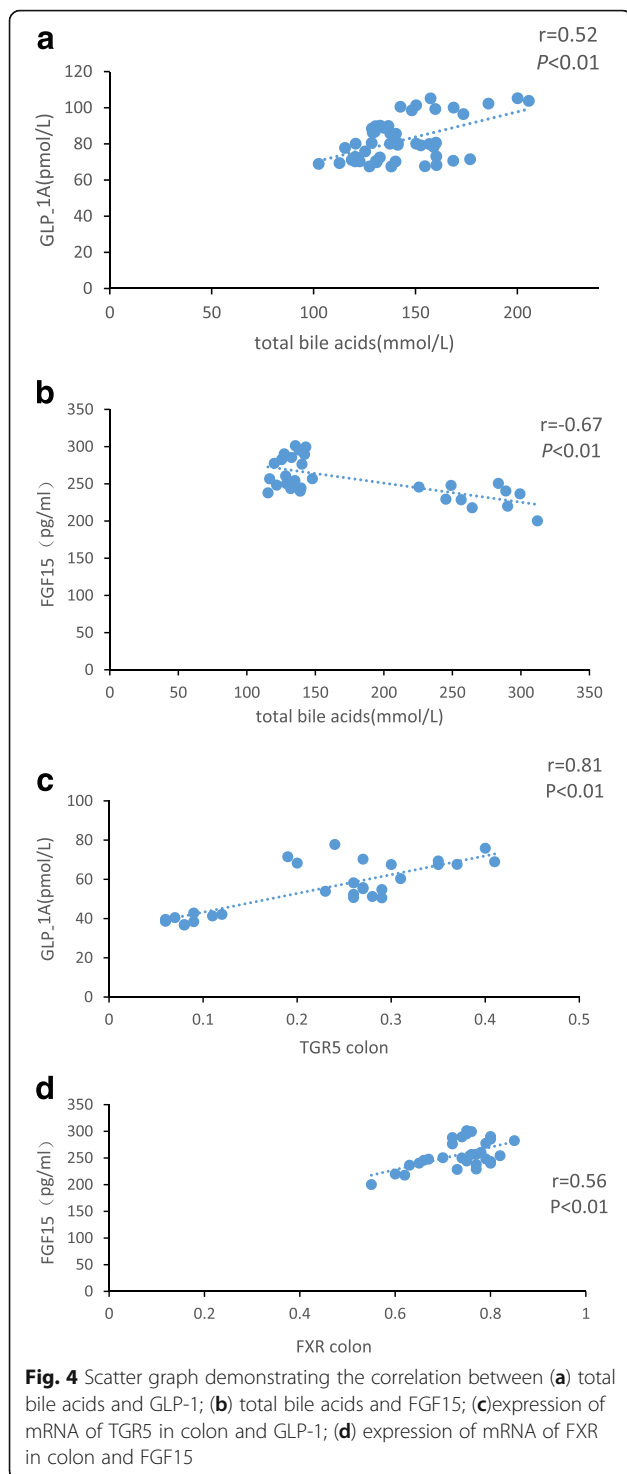 a
r=0.52
P<0.01
120
100
80
60
40
20
0
GLP_1A(pmol/L)
0 50 100 150 200
total bile acids(mmol/L)
b
r=-0.67
P<0.01
350
300
250
200
150
100
50
0
FGF15（pg/ml）
0 50 100 150 200 250 300 350
total bile acids(mmol/L)
c
r=0.81
P<0.01
100
80
60
40
20
0
GLP_1A(pmol/L)
0 0.1 0.2 0.3 0.4 0.5
TGR5 colon
d
350
300
250
200
150
100
50
0
FGF15（pg/ml）
r=0.56
P<0.01
0 0.2 0.4 0.6 0.8 1
FXR colon
Fig. 4 Scatter graph demonstrating the correlation between (a) total
bile acids and GLP-1; (b) total bile acids and FGF15; (c)expression of
mRNA of TGR5 in colon and GLP-1; (d) expression of mRNA of FXR
in colon and FGF15